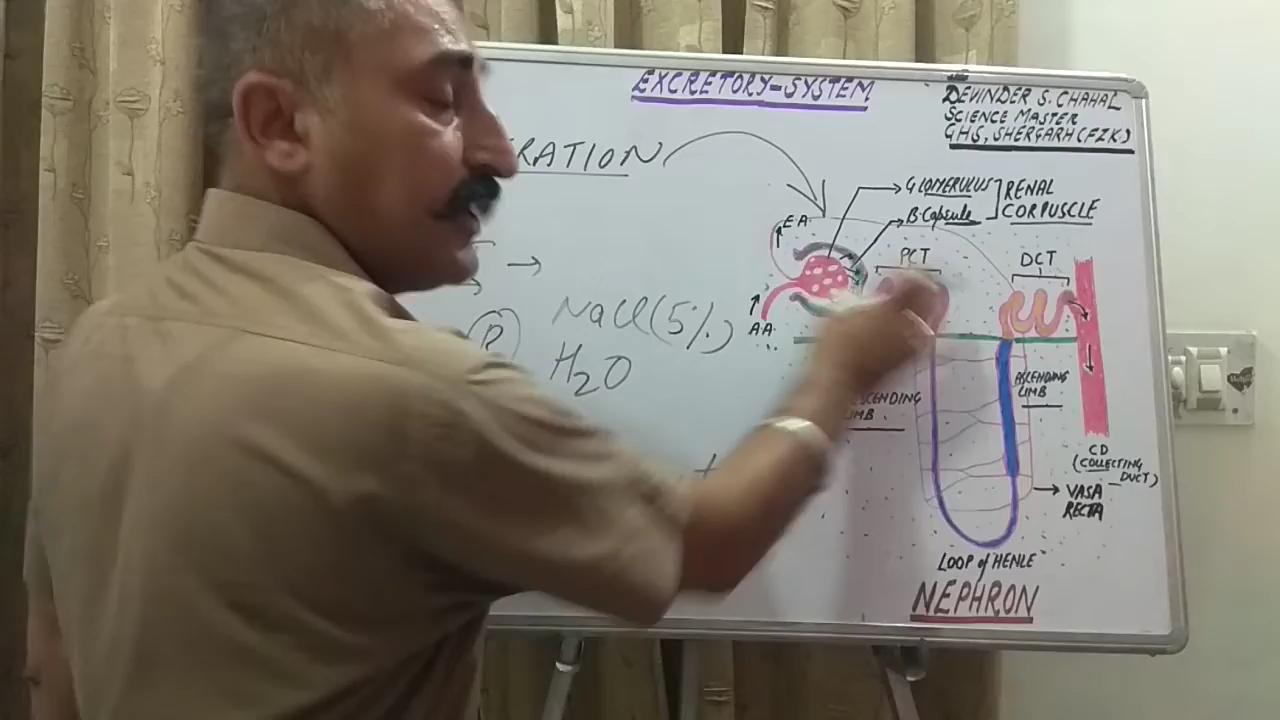 EXCRETORY-SYSTEM
DEVINDER S. CHAHAL
SCIENCE MASTER
GHS, SHERGARH (FZK)
RATION
GLOMERULUS
B.Capsule
RENAL
CORPUSCLE
E.A.
PCT
DCT
A.A.
NaCl (5%)
H2O
P
ASCENDING
LIMB
CD
(COLLECTING
DUCT)
VASA
RECTA
LOOP of HENLE
NEPHRON